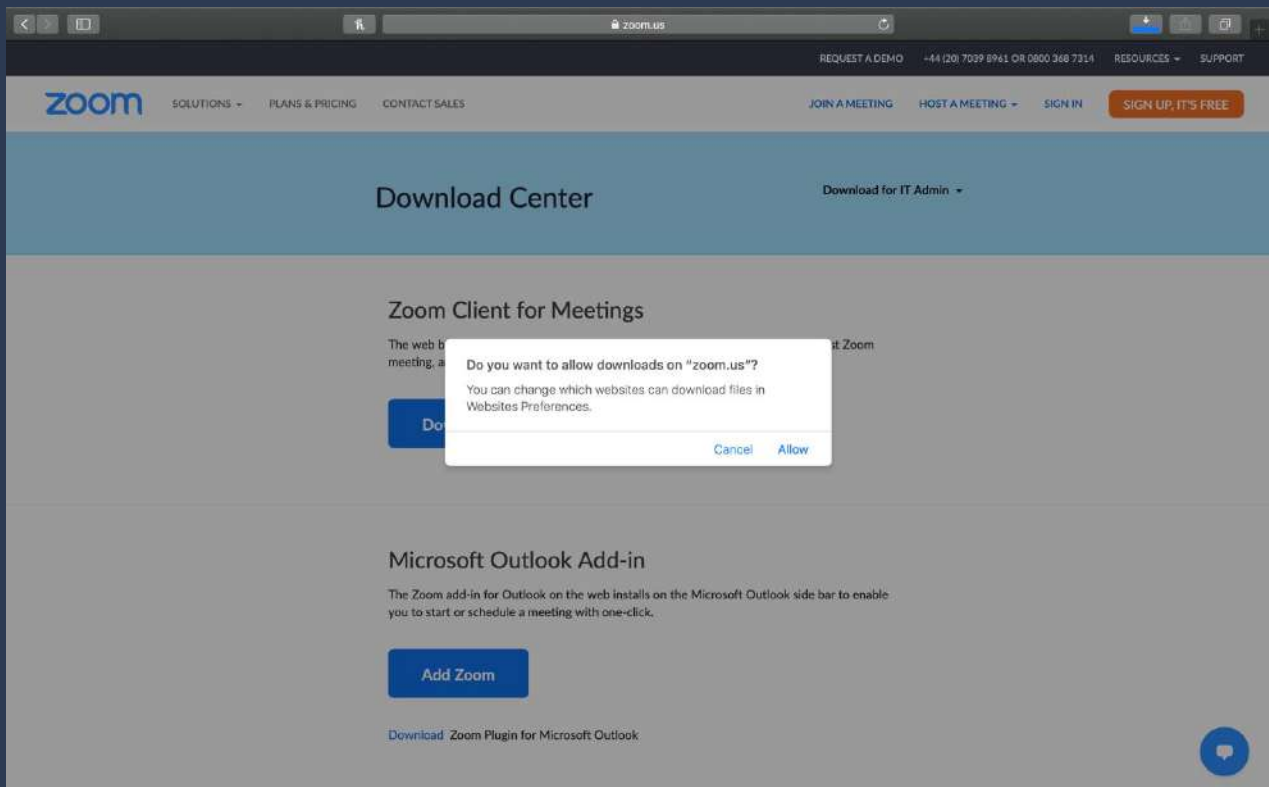 zoom.us
REQUEST A DEMO +44 (20) 7039 8961 OR 0800 368 7314 RESOURCES SUPPORT
zoom SOLUTIONS PLANS & PRICING CONTACT SALES JOIN A MEETING HOST A MEETING SIGN IN SIGN UP, IT'S FREE
Download Center Download for IT Admin
Zoom Client for Meetings
The web b st Zoom
meeting, a
Do you want to allow downloads on "zoom.us"?
You can change which websites can download files in
Websites Preferences.
Do
Cancel Allow
Microsoft Outlook Add-in
The Zoom add-in for Outlook on the web installs on the Microsoft Outlook side bar to enable
you to start or schedule a meeting with one-click.
Add Zoom
Download Zoom Plugin for Microsoft Outlook